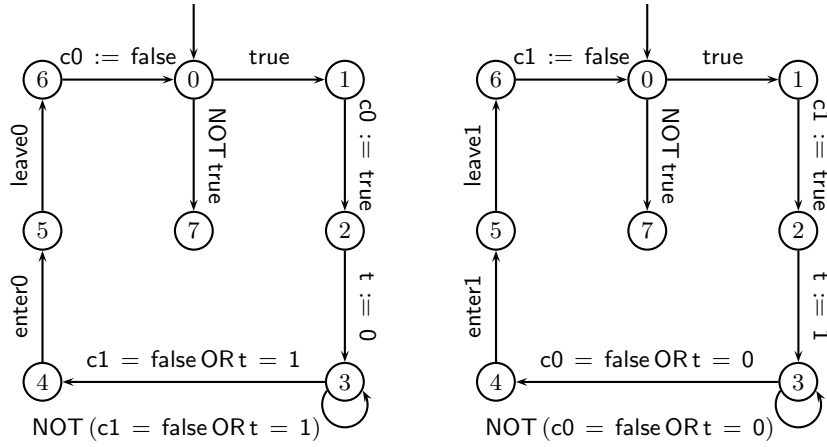 c0 := false
true
6
0
1
c0 := true
NOT true
leave0
5
7
2
enter0
t := 0
c1 = false OR t = 1
4
3
NOT (c1 = false OR t = 1)
c1 := false
true
6
0
1
c1 := true
NOT true
leave1
5
7
2
enter1
t := 1
c0 = false OR t = 0
4
3
NOT (c0 = false OR t = 0)